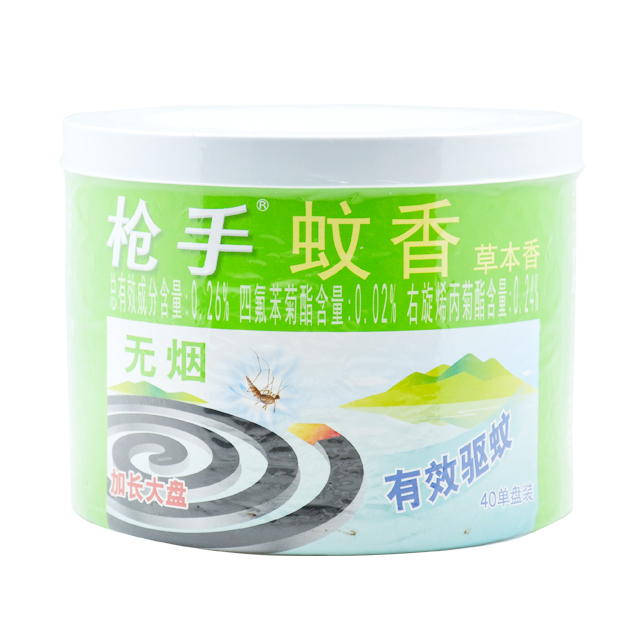 枪手® 蚊香 草本香
总有效成分含量:0.26% 四氟苯菊酯含量:0.02% 右旋烯丙菊酯含量:0.24%
无烟
加长大盘
有效驱蚊
40单盘装